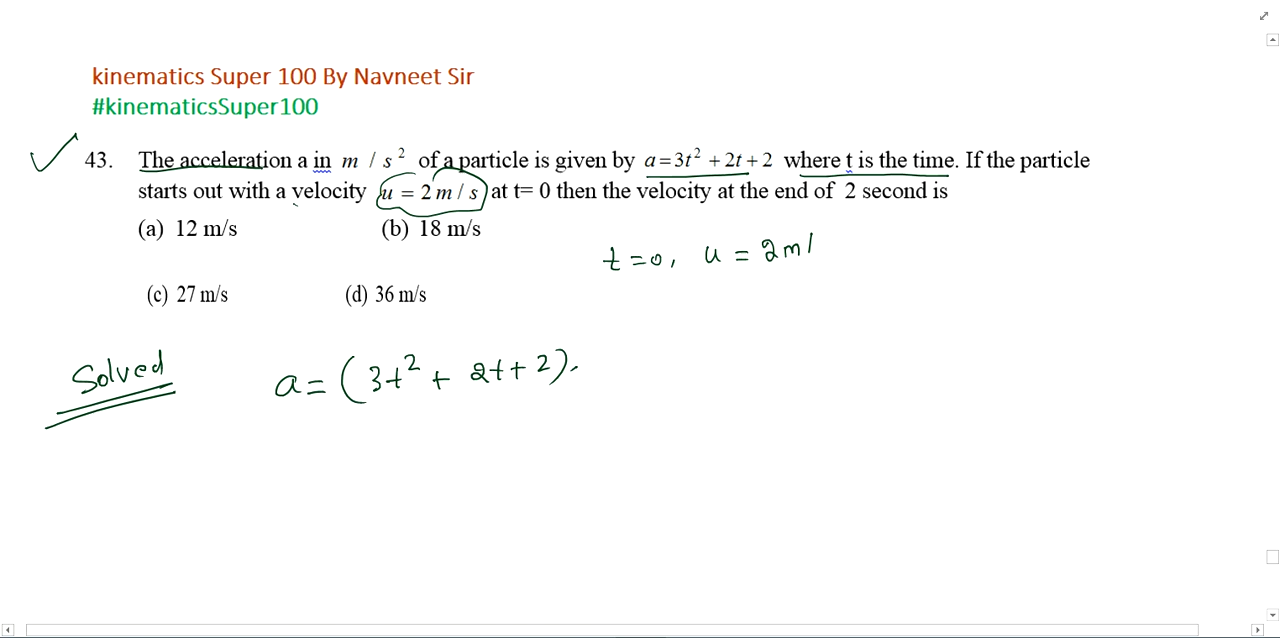 kinematics Super 100 By Navneet Sir
#kinematicsSuper100
43. The acceleration a in m / s² of a particle is given by a=3t² +2t+2 where t is the time. If the particle
starts out with a velocity u = 2 m / s at t= 0 then the velocity at the end of 2 second is
(a) 12 m/s (b) 18 m/s
t=0, u = 2m/
(c) 27 m/s (d) 36 m/s
Solved a= (3t² + 2t+2).